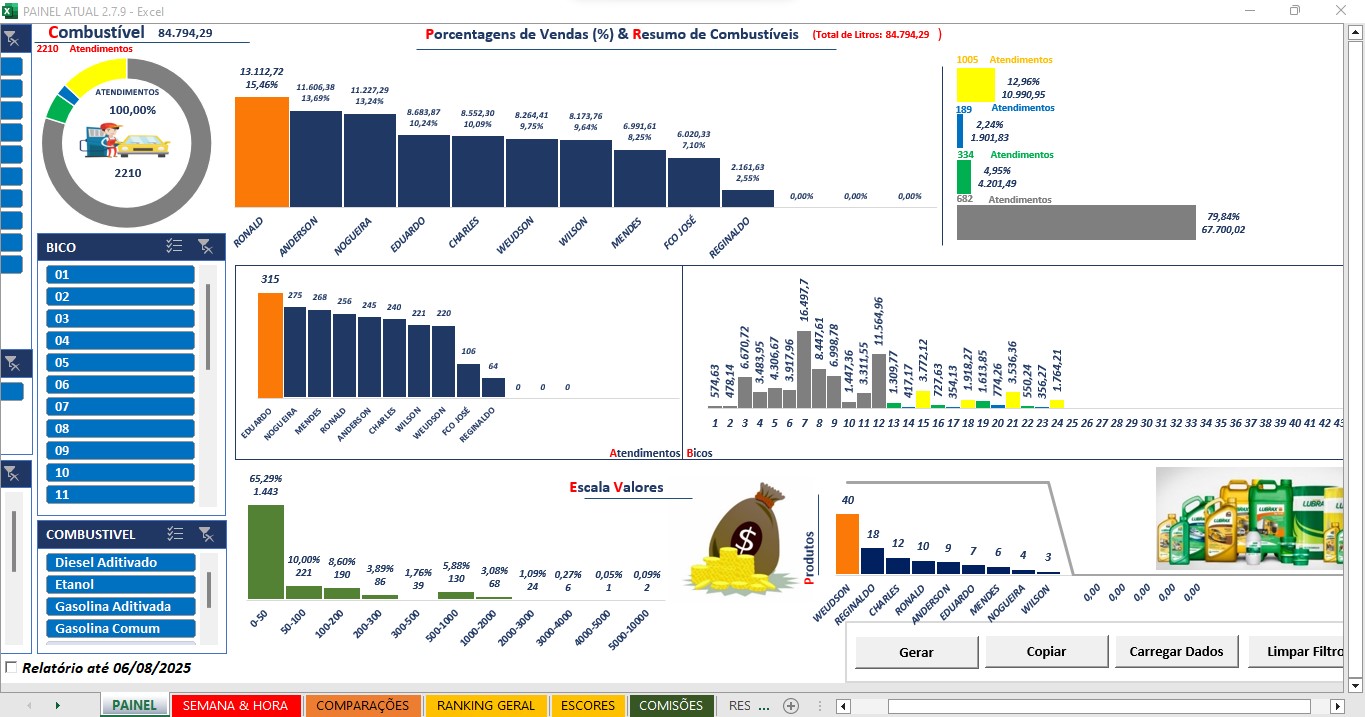 PAINEL ATUAL 2.7.9 - Excel
Combustível 84.794,29
2210 Atendimentos
ATENDIMENTOS
100,00%
2210
Porcentagens de Vendas (%) & Resumo de Combustíveis (Total de Litros: 84.794,29 )
13.112,72
15,46%
11.606,38
13,69%
11.227,29
13,24%
8.683,87
10,24%
8.552,30
10,09%
8.264,41
9,75%
8.173,76
9,64%
6.991,61
8,25%
6.020,33
7,10%
2.161,63
2,55%
0,00% 0,00% 0,00%
RONALD ANDERSON NOGUEIRA EDUARDO CHARLES WEUDSON WILSON MENDES FCO JOSÉ REGINALDO
1005 Atendimentos
12,96%
10.990,95
189 Atendimentos
2,24%
1.901,83
334 Atendimentos
4,95%
4.201,49
682 Atendimentos
79,84%
67.700,02
BICO
01
02
03
04
05
06
07
08
09
10
11
COMBUSTIVEL
Diesel Aditivado
Etanol
Gasolina Aditivada
Gasolina Comum
315 275 268 256 245 240 221 220 106 64 0 0 0
EDUARDO NOGUEIRA MENDES RONALD ANDERSON CHARLES WILSON WEUDSON FCO JOSÉ REGINALDO
Atendimentos
574,63 478,14 6.670,72 3.483,95 4.306,67 3.917,96 16.497,7 8.447,61 6.998,78 1.447,36 3.311,55 11.564,96 1.309,77 417,17 3.772,12 727,63 354,13 1.918,27 1.613,85 774,26 3.536,36 550,24 356,27 1.764,21
1 2 3 4 5 6 7 8 9 10 11 12 13 14 15 16 17 18 19 20 21 22 23 24 25 26 27 28 29 30 31 32 33 34 35 36 37 38 39 40 41 42
Bicos
Escala Valores
65,29%
1.443
10,00%
221
8,60%
190
3,89%
86
1,76%
39
5,88%
130
3,08%
68
1,09%
24
0,27%
6
0,05%
1
0,09%
2
0-50 50-100 100-200 200-300 300-500 500-1000 1000-2000 2000-3000 3000-4000 4000-5000 5000-10000
$
Produtos
40 18 12 10 9 7 6 4 3 0,00 0,00 0,00 0,00 0,00
WEUDSON REGINALDO CHARLES RONALD ANDERSON EDUARDO MENDES NOGUEIRA WILSON
LUBRAX
Gerar
Copiar
Carregar Dados
Limpar Filtro
Relatório até 06/08/2025
PAINEL
SEMANA & HORA
COMPARAÇÕES
RANKING GERAL
ESCORES
COMISÕES
RES ...